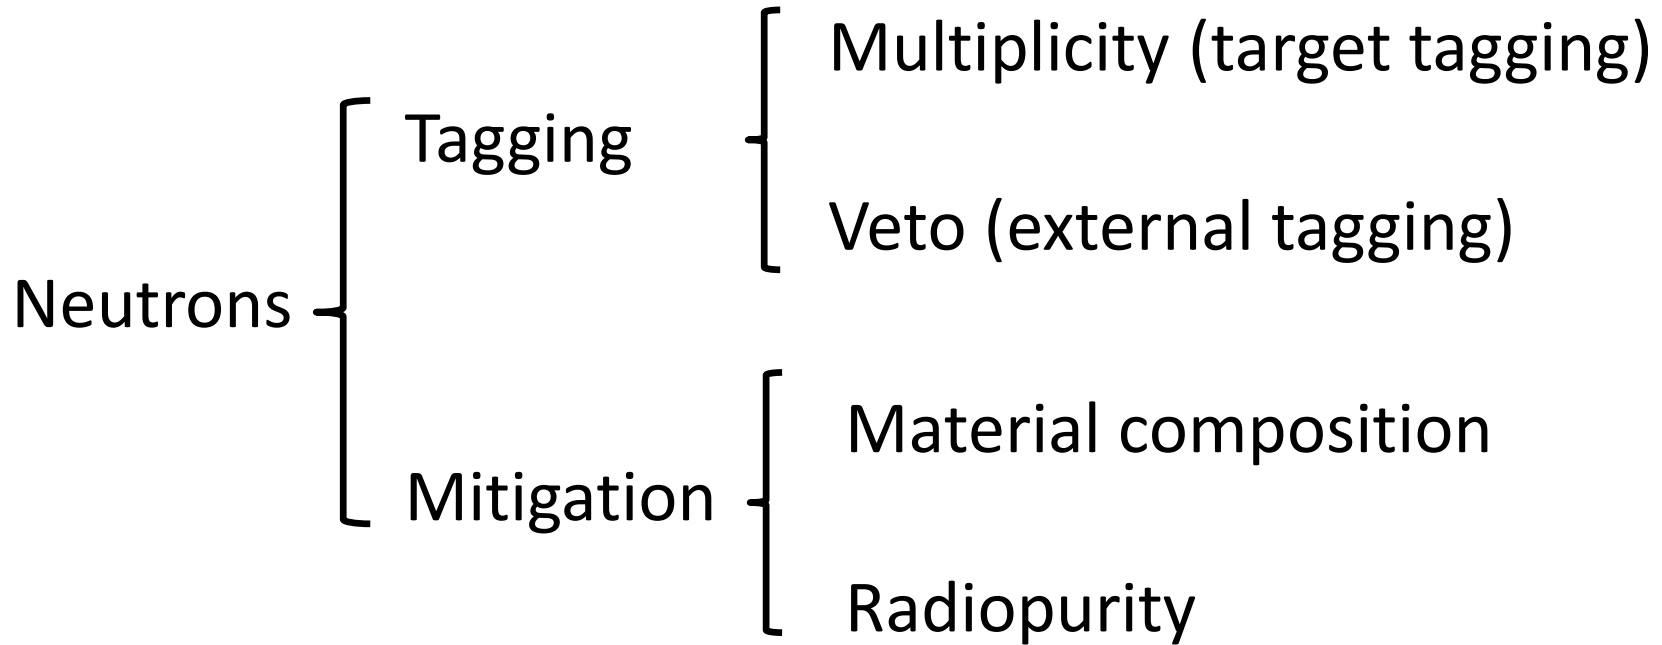 Neutrons
Tagging
Multiplicity (target tagging)
Veto (external tagging)
Mitigation
Material composition
Radiopurity